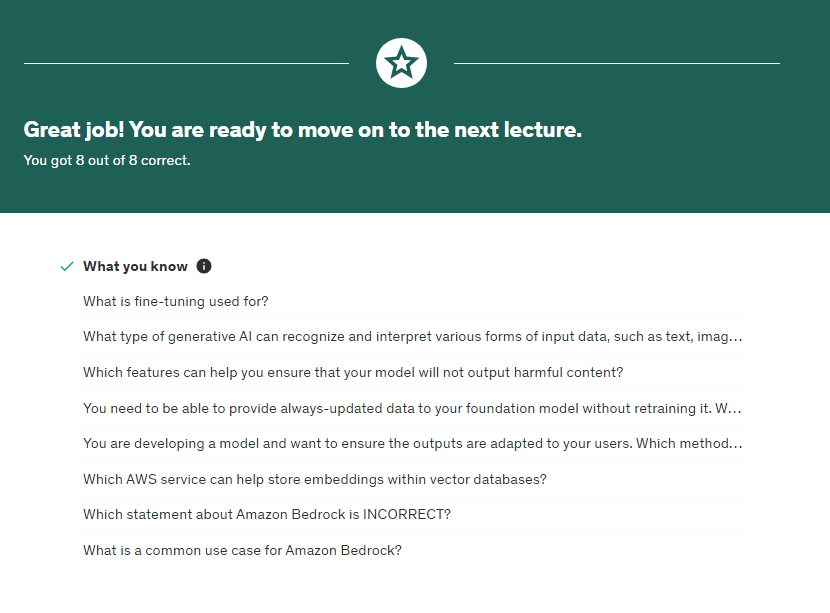 Great job! You are ready to move on to the next lecture.
You got 8 out of 8 correct.
What you know
What is fine-tuning used for?
What type of generative AI can recognize and interpret various forms of input data, such as text, imag...
Which features can help you ensure that your model will not output harmful content?
You need to be able to provide always-updated data to your foundation model without retraining it. W...
You are developing a model and want to ensure the outputs are adapted to your users. Which method...
Which AWS service can help store embeddings within vector databases?
Which statement about Amazon Bedrock is INCORRECT?
What is a common use case for Amazon Bedrock?